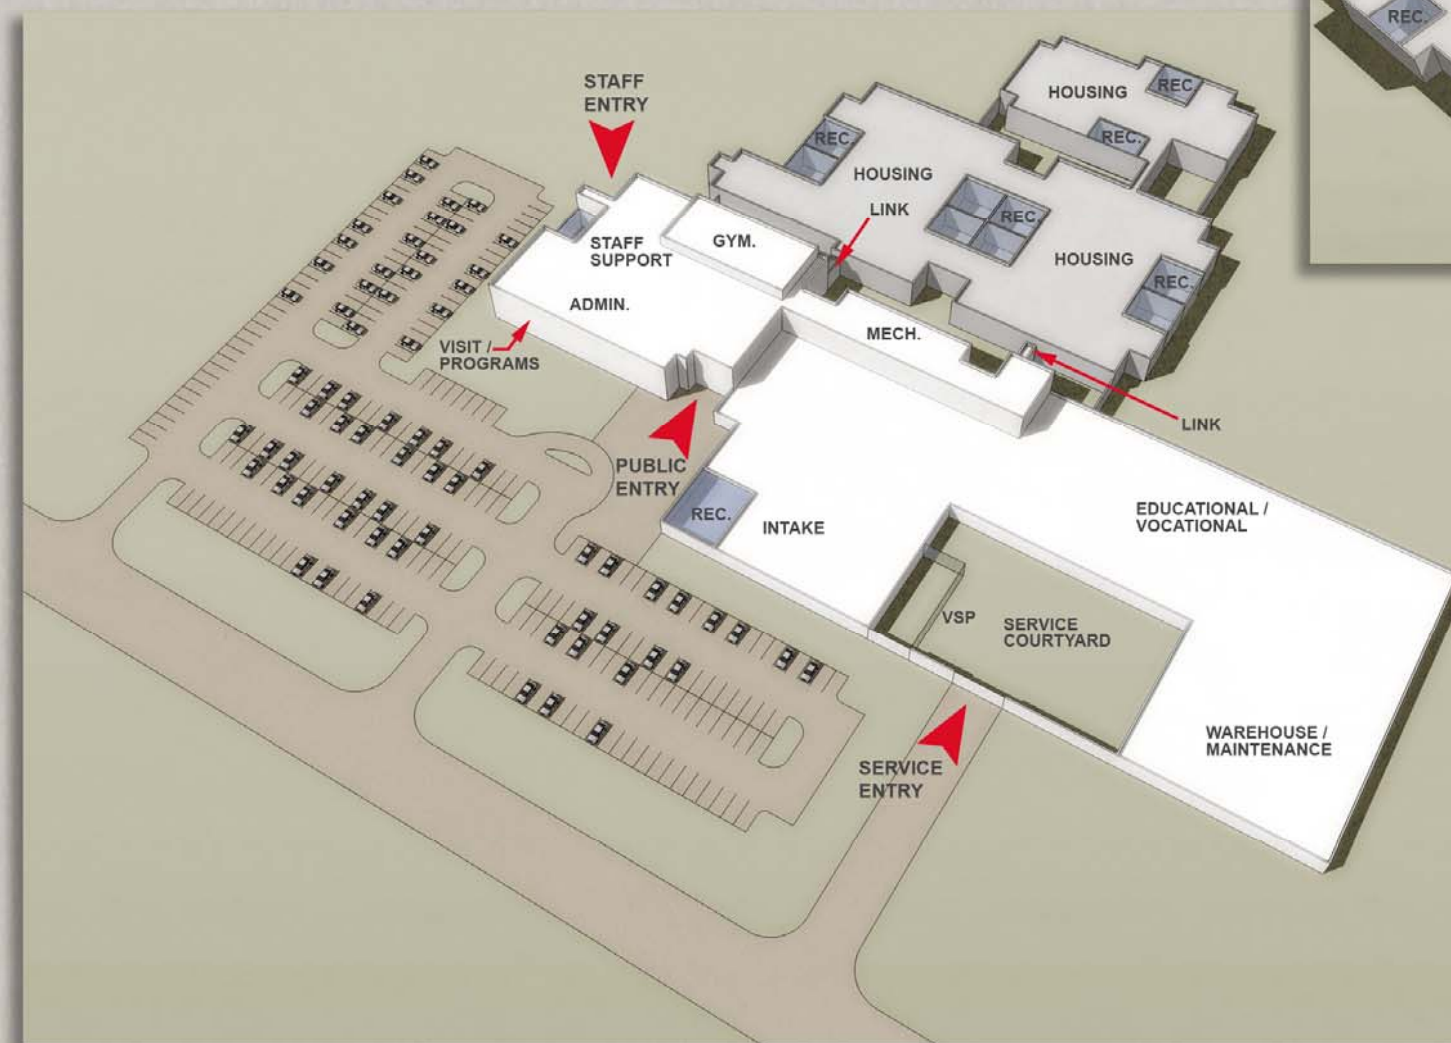 REC.
STAFF
ENTRY
HOUSING
REC
REC.
REC.
HOUSING
LINK
REC.
GYM.
STAFF
SUPPORT
HOUSING
REC.
ADMIN.
MECH.
VISIT /
PROGRAMS
LINK
PUBLIC
ENTRY
REC.
INTAKE
EDUCATIONAL /
VOCATIONAL
VSP
SERVICE
COURTYARD
WAREHOUSE /
MAINTENANCE
SERVICE
ENTRY